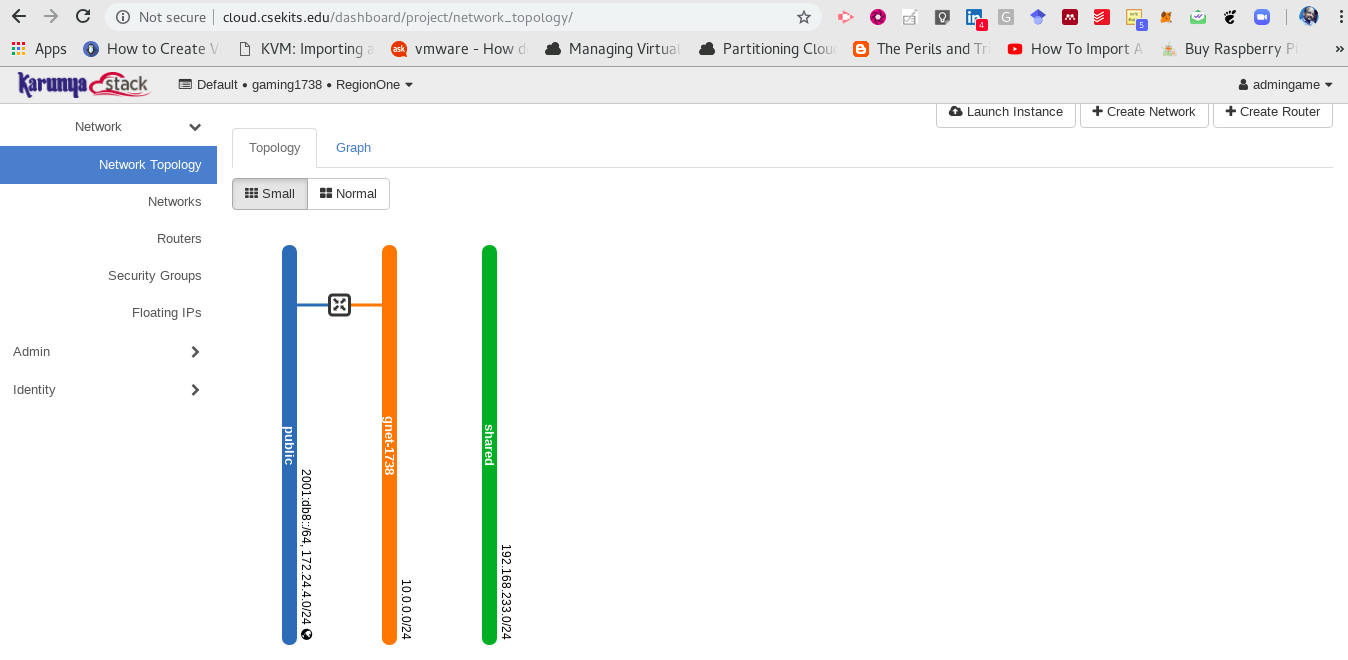 Not secure | cloud.csekits.edu/dashboard/project/network_topology/
4
5
Apps How to Create V KVM: Importing a ask vmware - How d Managing Virtual Partitioning Clou The Perils and Tri How To Import A Buy Raspberry Pi »
Karunya stack Default • gaming1738 • RegionOne admingame
Launch Instance Create Network Create Router
Network
Network Topology
Networks
Routers
Security Groups
Floating IPs
Admin
Identity
Topology Graph
Small Normal
public
2001:db8::/64, 172.24.4.0/24
gnet-1738
10.0.0.0/24
shared
192.168.233.0/24